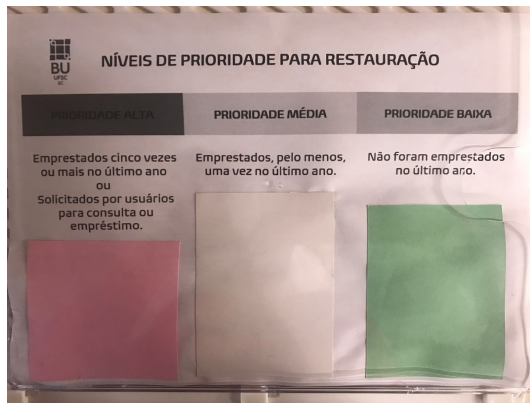 BU
UFSC
SC
NÍVEIS DE PRIORIDADE PARA RESTAURAÇÃO
PRIORIDADE ALTA
PRIORIDADE MÉDIA
PRIORIDADE BAIXA
Emprestados cinco vezes
ou mais no último ano
ou
Solicitados por usuários
para consulta ou
empréstimo.
Emprestados, pelo menos,
uma vez no último ano.
Não foram emprestados
no último ano.